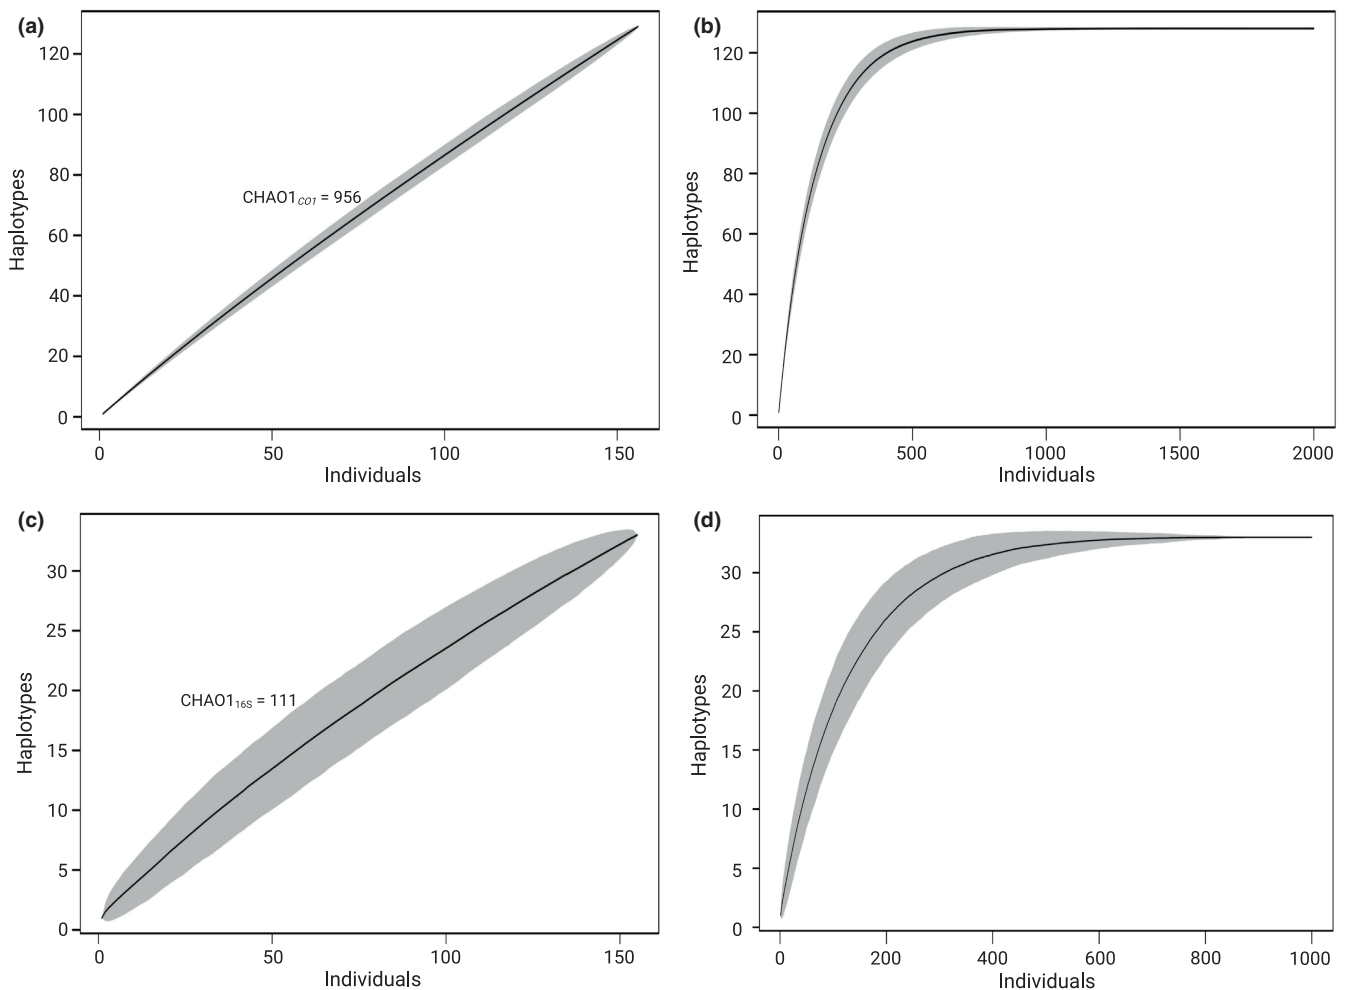 (a)
120
100
80
60
40
20
0
Haplotypes
CHAO1CO1 = 956
0 50 100 150
Individuals
(b)
120
100
80
60
40
20
0
Haplotypes
0 500 1000 1500 2000
Individuals
(c)
30
25
20
15
10
5
0
Haplotypes
CHAO116S = 111
0 50 100 150
Individuals
(d)
30
25
20
15
10
5
0
Haplotypes
0 200 400 600 800 1000
Individuals